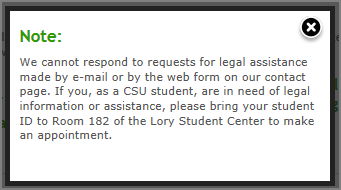 Note:
We cannot respond to requests for legal assistance
made by e-mail or by the web form on our contact
page. If you, as a CSU student, are in need of legal
information or assistance, please bring your student
ID to Room 182 of the Lory Student Center to make
an appointment.